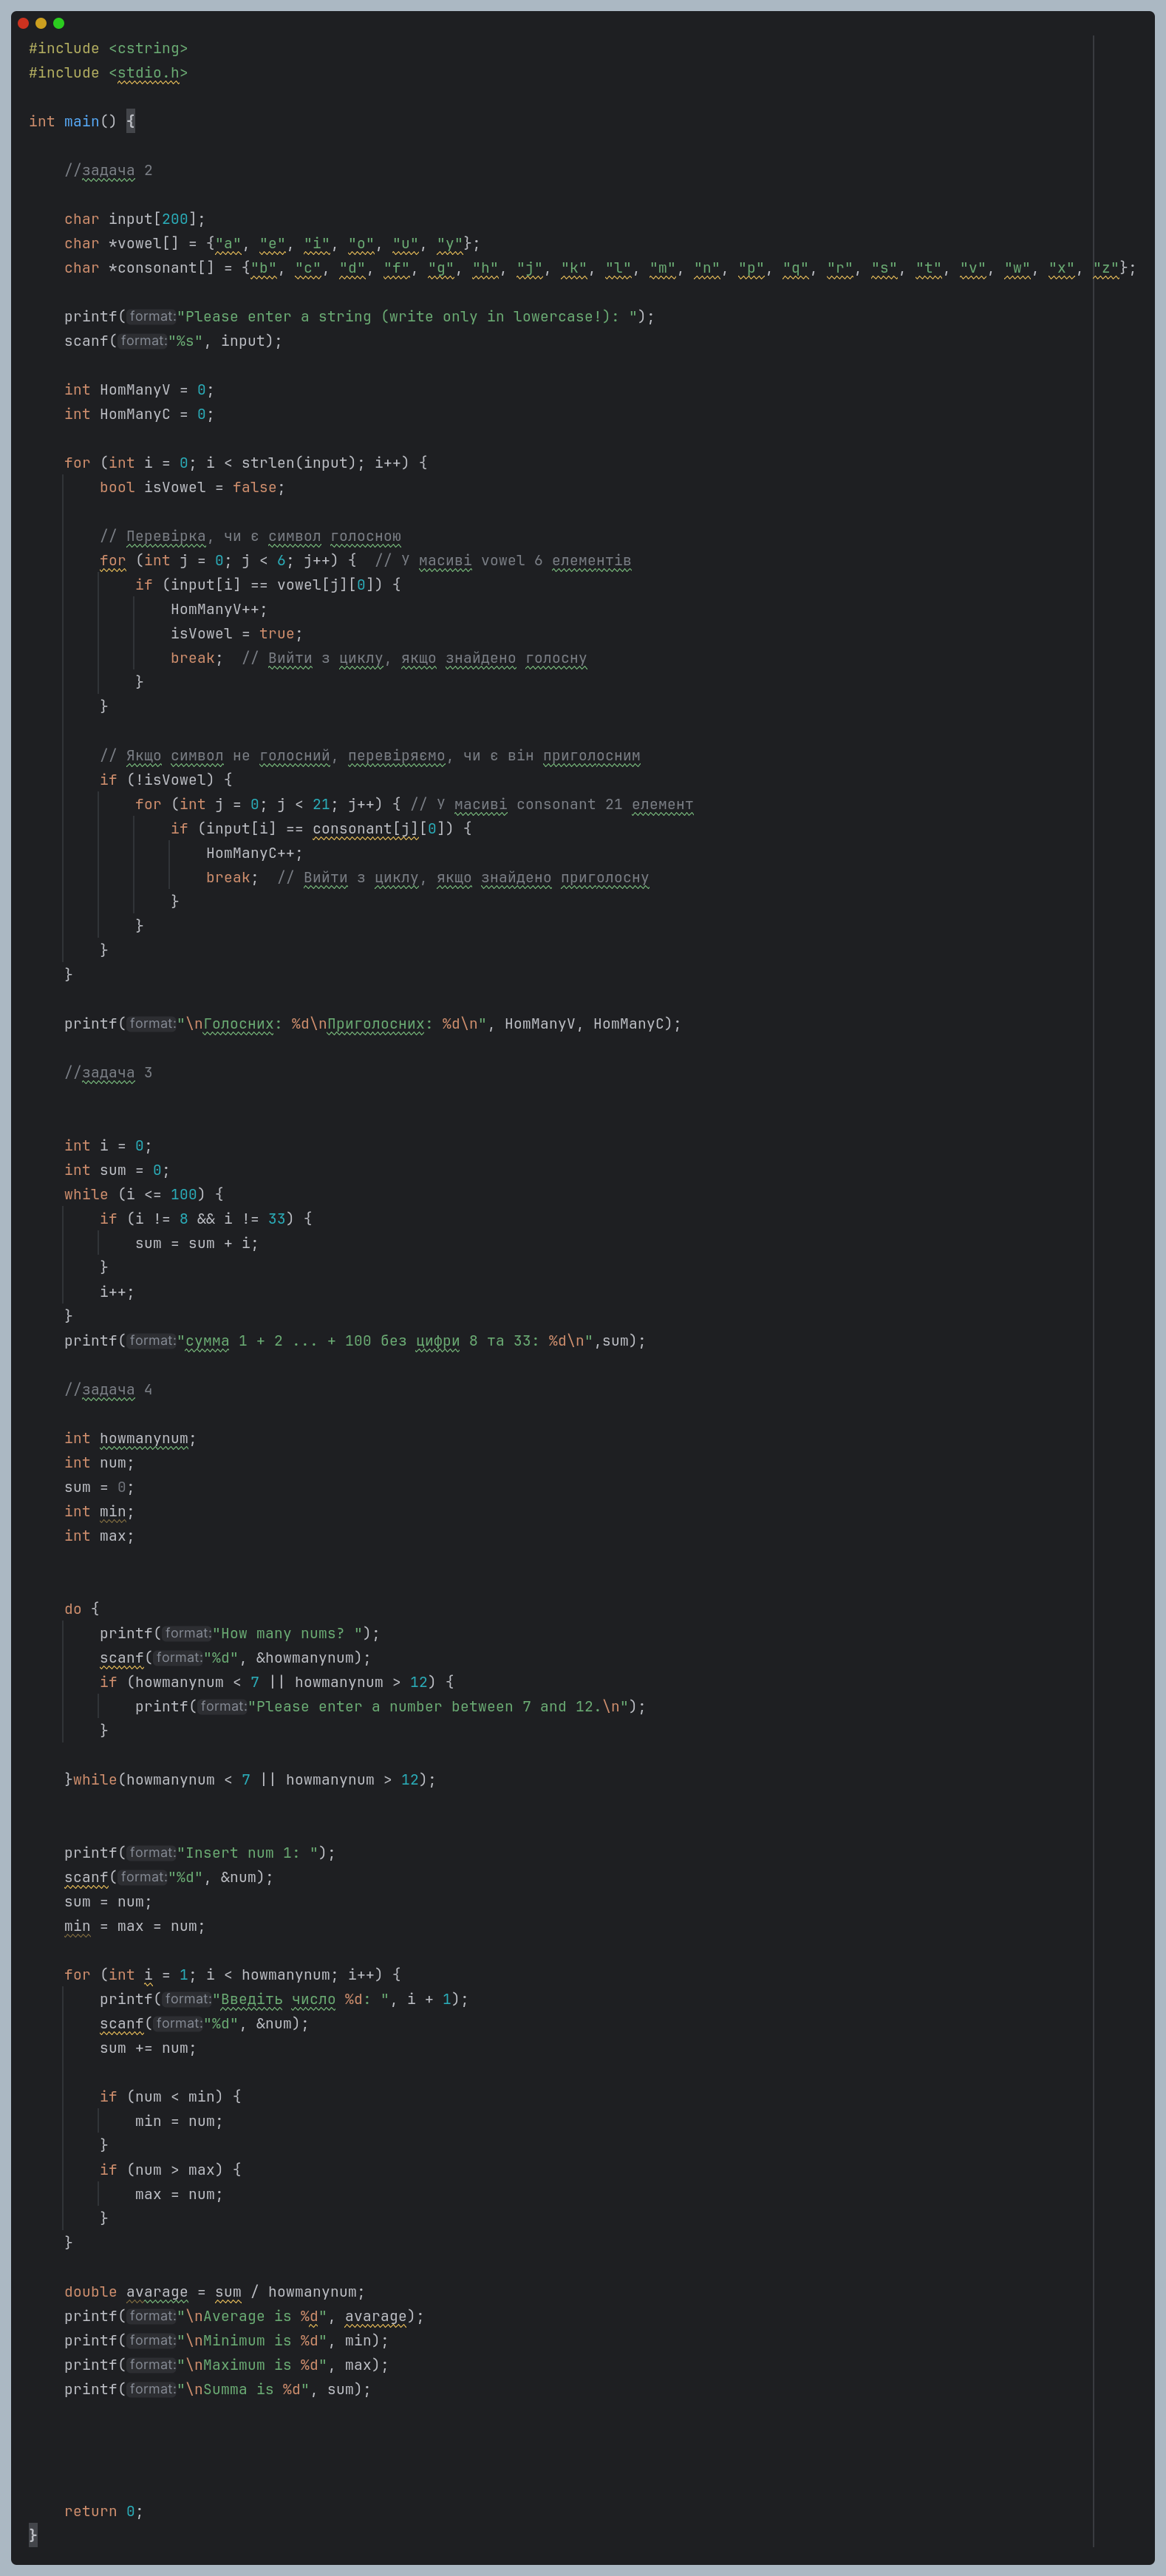 #include <cstring>
#include <stdio.h>
int main() {
//задача 2
char input[200];
char *vowel[] = {"a", "e", "i", "o", "u", "y"};
char *consonant[] = {"b", "c", "d", "f", "g", "h", "j", "k", "l", "m", "n", "p", "q", "r", "s", "t", "v", "w", "x", "z"};
printf(format:"Please enter a string (write only in lowercase!): ");
scanf(format:"%s", input);
int HomManyV = 0;
int HomManyC = 0;
for (int i = 0; i < strlen(input); i++) {
bool isVowel = false;
// Перевірка, чи є символ голосною
for (int j = 0; j < 6; j++) {  // У масиві vowel 6 елементів
if (input[i] == vowel[j][0]) {
HomManyV++;
isVowel = true;
break;  // Вийти з циклу, якщо знайдено голосну
}
}
// Якщо символ не голосний, перевіряємо, чи є він приголосним
if (!isVowel) {
for (int j = 0; j < 21; j++) { // У масиві consonant 21 елемент
if (input[i] == consonant[j][0]) {
HomManyC++;
break;  // Вийти з циклу, якщо знайдено приголосну
}
}
}
}
printf(format:"\nГолосних: %d\nПриголосних: %d\n", HomManyV, HomManyC);
//задача 3
int i = 0;
int sum = 0;
while (i <= 100) {
if (i != 8 && i != 33) {
sum = sum + i;
}
i++;
}
printf(format:"сумма 1 + 2 ... + 100 без цифри 8 та 33: %d\n",sum);
//задача 4
int howmanynum;
int num;
sum = 0;
int min;
int max;
do {
printf(format:"How many nums? ");
scanf(format:"%d", &howmanynum);
if (howmanynum < 7 || howmanynum > 12) {
printf(format:"Please enter a number between 7 and 12.\n");
}
}while(howmanynum < 7 || howmanynum > 12);
printf(format:"Insert num 1: ");
scanf(format:"%d", &num);
sum = num;
min = max = num;
for (int i = 1; i < howmanynum; i++) {
printf(format:"Введіть число %d: ", i + 1);
scanf(format:"%d", &num);
sum += num;
if (num < min) {
min = num;
}
if (num > max) {
max = num;
}
}
double avarage = sum / howmanynum;
printf(format:"\nAverage is %d", avarage);
printf(format:"\nMinimum is %d", min);
printf(format:"\nMaximum is %d", max);
printf(format:"\nSumma is %d", sum);
return 0;
}